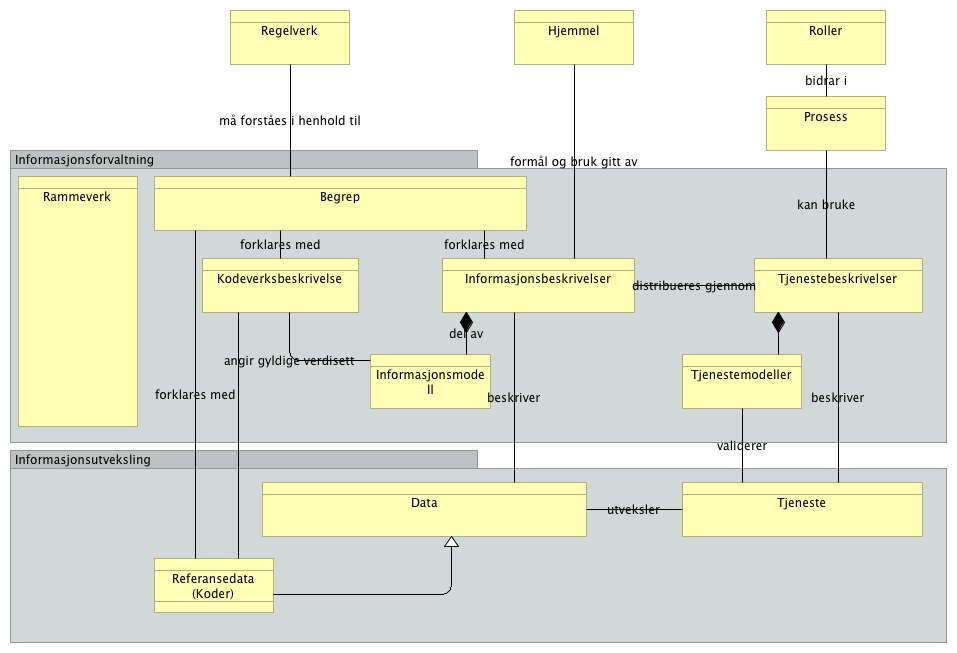 Regelverk
Hjemmel
Roller
bidrar i
Prosess
må forståes i henhold til
formål og bruk gitt av
kan bruke
Informasjonsforvaltning
Rammeverk
Begrep
forklares med
forklares med
Kodeverksbeskrivelse
Informasjonsbeskrivelser
distribueres gjennom
Tjenestebeskrivelser
del av
angir gyldige verdisett
Informasjonsmode
ll
Tjenestemodeller
forklares med
beskriver
beskriver
validerer
Informasjonsutveksling
Data
utveksler
Tjeneste
Referansedata
(Koder)